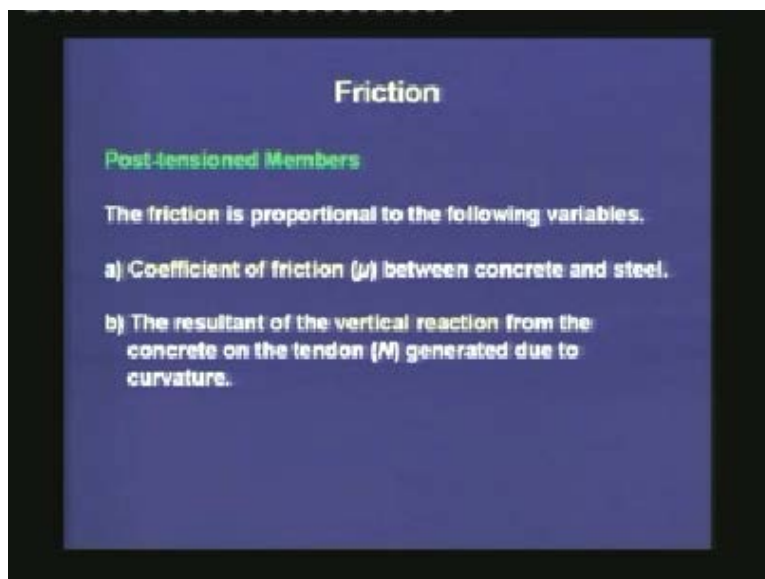 Friction
Post-tensioned Members
The friction is proportional to the following variables.
a) Coefficient of friction (μ) between concrete and steel.
b) The resultant of the vertical reaction from the
concrete on the tendon (N) generated due to
curvature.